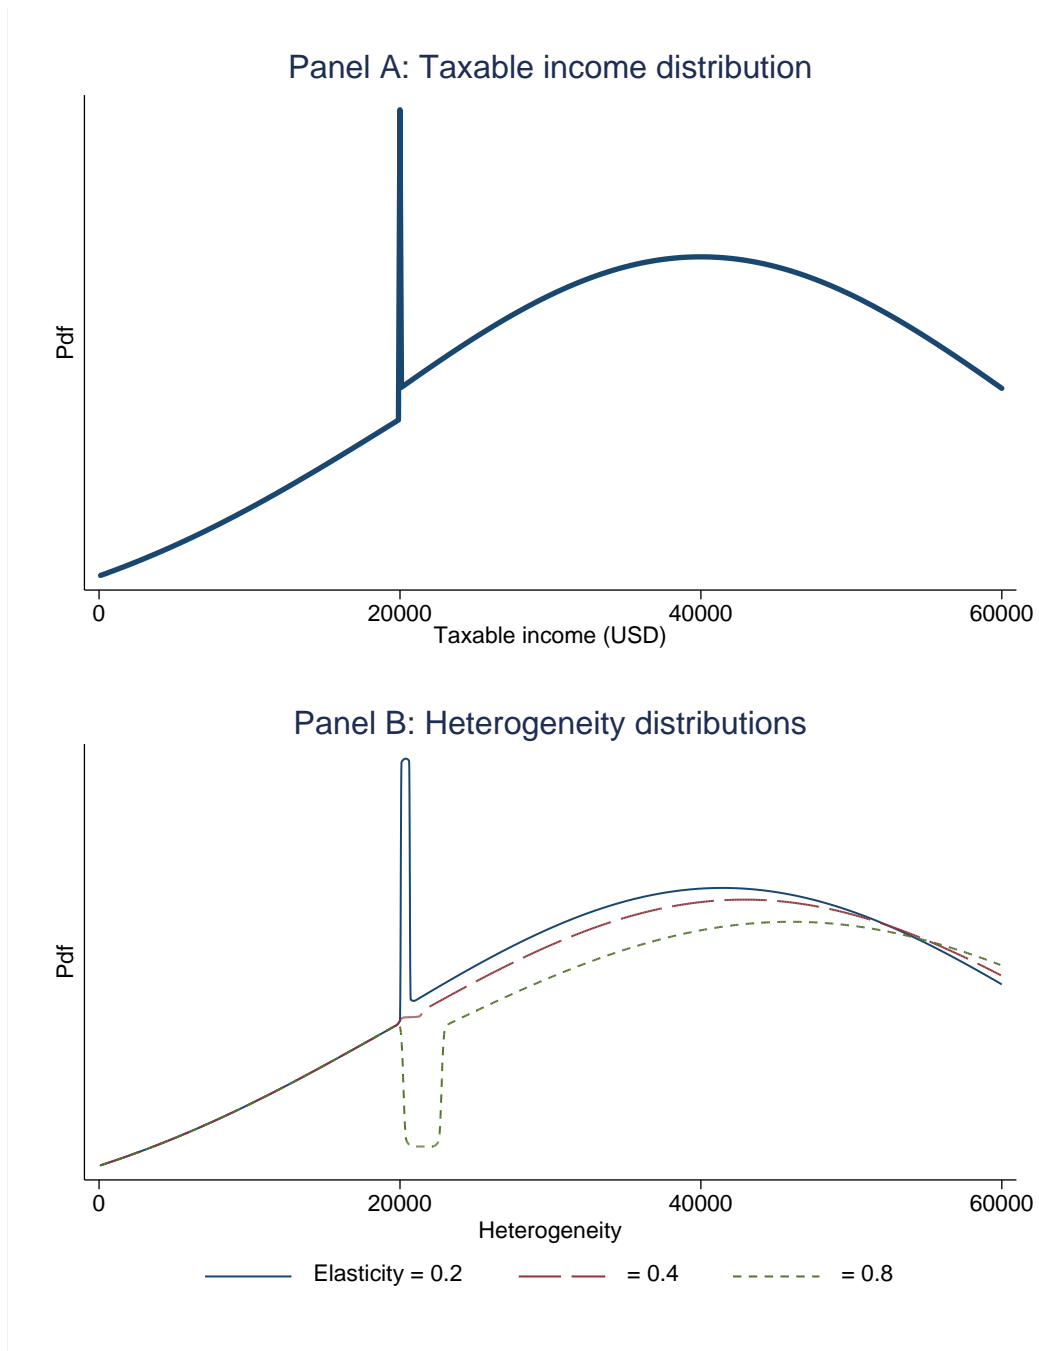 Panel A: Taxable income distribution
Pdf
0 20000 40000 60000
Taxable income (USD)
Panel B: Heterogeneity distributions
Pdf
0 20000 40000 60000
Heterogeneity
Elasticity = 0.2 = 0.4 = 0.8